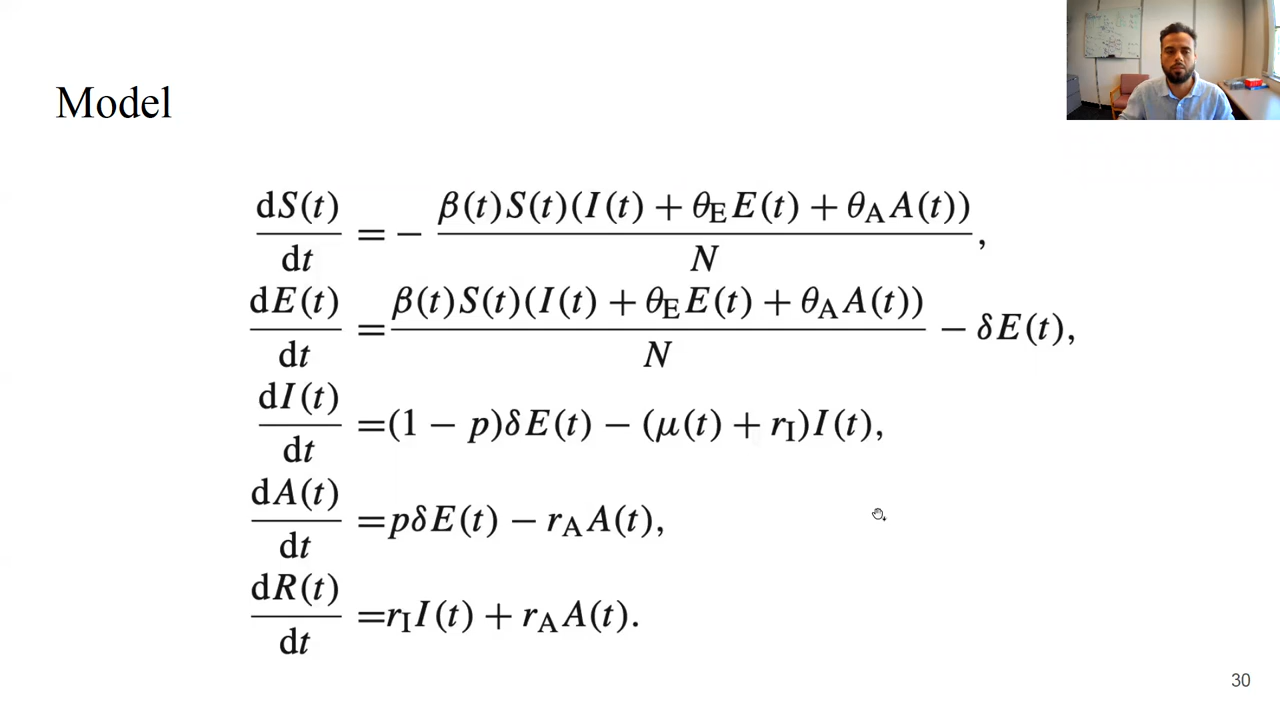 Model
dS(t)/dt = − β(t)S(t)(I(t) + θ_E E(t) + θ_A A(t))/N,
dE(t)/dt = β(t)S(t)(I(t) + θ_E E(t) + θ_A A(t))/N − δE(t),
dI(t)/dt = (1 − p)δE(t) − (μ(t) + r_I)I(t),
dA(t)/dt = pδE(t) − r_A A(t),
dR(t)/dt = r_I I(t) + r_A A(t).
30